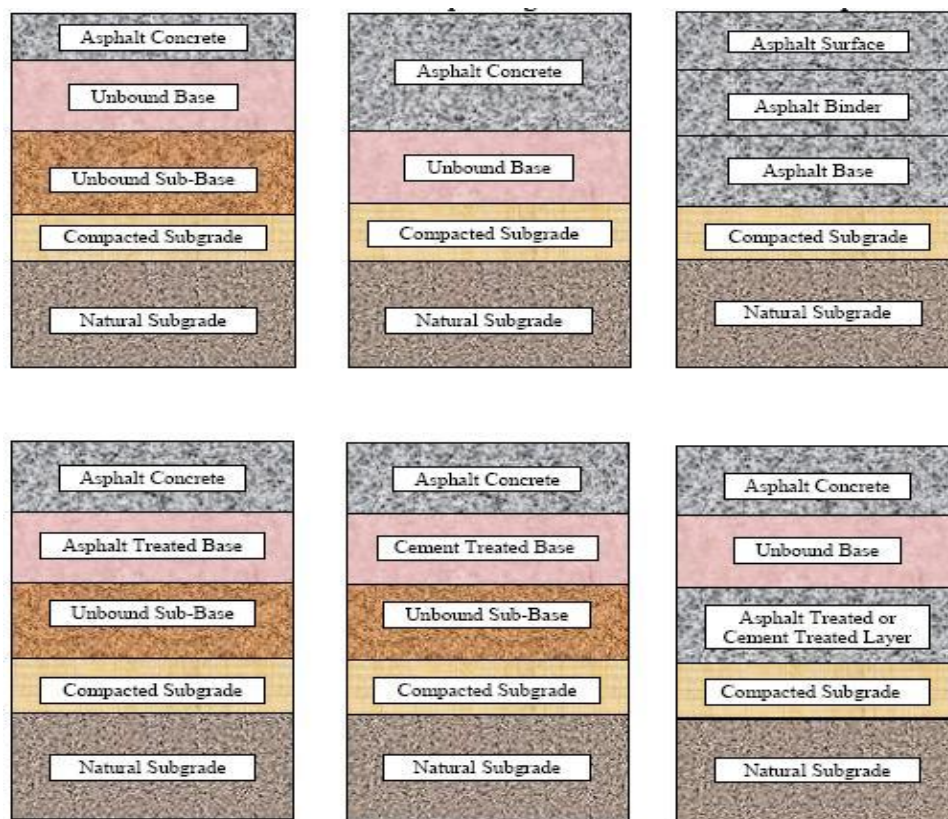 Asphalt Concrete
Unbound Base
Unbound Sub-Base
Compacted Subgrade
Natural Subgrade
Asphalt Concrete
Unbound Base
Compacted Subgrade
Natural Subgrade
Asphalt Surface
Asphalt Binder
Asphalt Base
Compacted Subgrade
Natural Subgrade
Asphalt Concrete
Asphalt Treated Base
Unbound Sub-Base
Compacted Subgrade
Natural Subgrade
Asphalt Concrete
Cement Treated Base
Unbound Sub-Base
Compacted Subgrade
Natural Subgrade
Asphalt Concrete
Unbound Base
Asphalt Treated or
Cement Treated Layer
Compacted Subgrade
Natural Subgrade